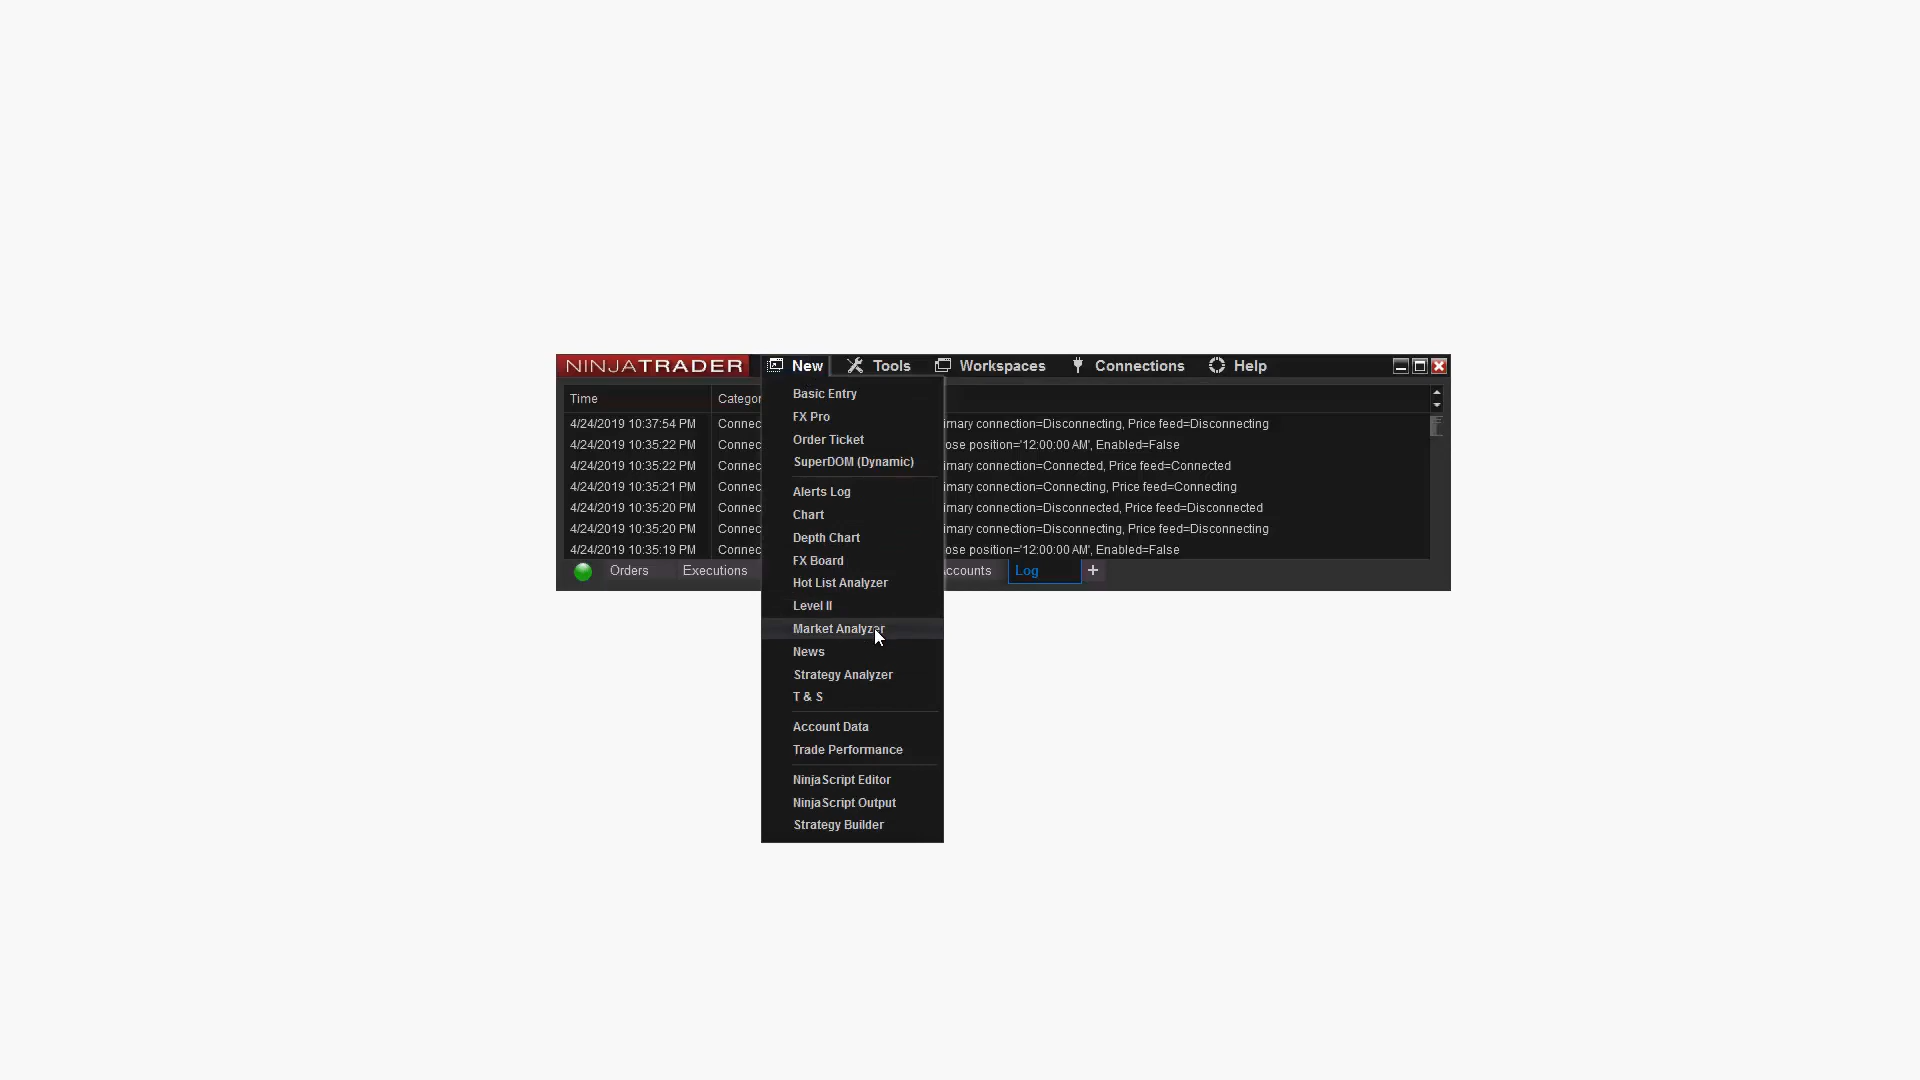 NINJATRADER New Tools Workspaces Connections Help
Basic Entry
FX Pro
Order Ticket
SuperDOM (Dynamic)
Alerts Log
Chart
Depth Chart
FX Board
Hot List Analyzer
Level II
Market Analyzer
News
Strategy Analyzer
T & S
Account Data
Trade Performance
NinjaScript Editor
NinjaScript Output
Strategy Builder
Time Categor
4/24/2019 10:37:54 PM Connec imary connection=Disconnecting, Price feed=Disconnecting
4/24/2019 10:35:22 PM Connec ose position='12:00:00 AM', Enabled=False
4/24/2019 10:35:22 PM Connec imary connection=Connected, Price feed=Connected
4/24/2019 10:35:21 PM Connec imary connection=Connecting, Price feed=Connecting
4/24/2019 10:35:20 PM Connec imary connection=Disconnected, Price feed=Disconnected
4/24/2019 10:35:20 PM Connec imary connection=Disconnecting, Price feed=Disconnecting
4/24/2019 10:35:19 PM Connec ose position='12:00:00 AM', Enabled=False
Orders Executions ccounts Log +